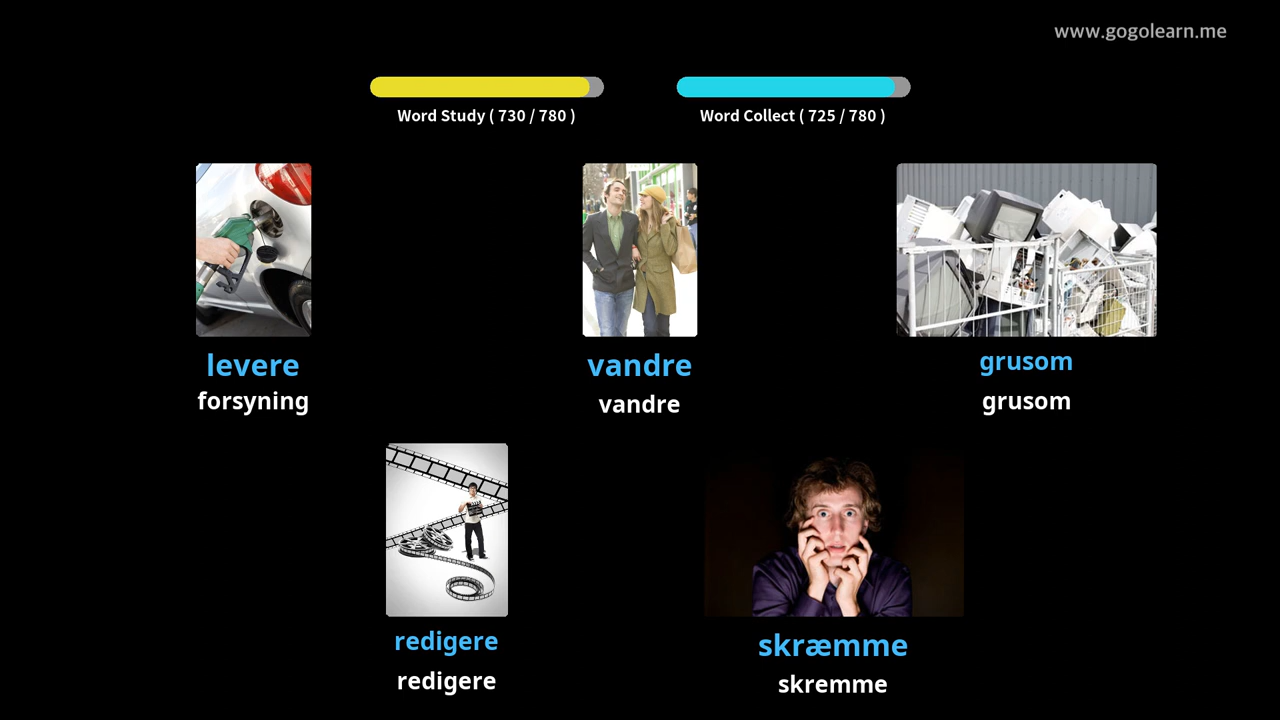 www.gogolearn.me
Word Study ( 730 / 780 )
Word Collect ( 725 / 780 )
levere
forsyning
vandre
vandre
grusom
grusom
redigere
redigere
skræmme
skremme